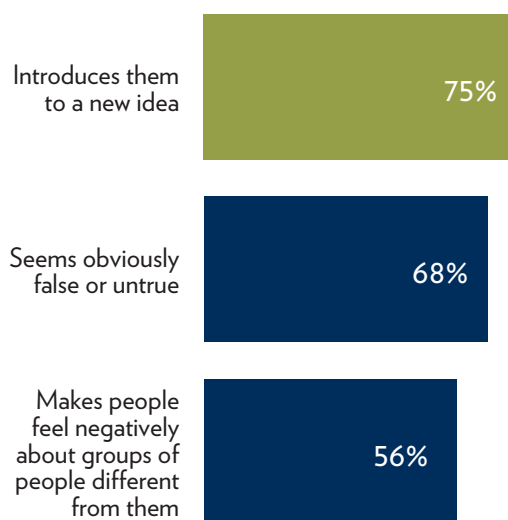 Introduces them
to a new idea
75%
Seems obviously
false or untrue
68%
Makes people
feel negatively
about groups of
people different
from them
56%